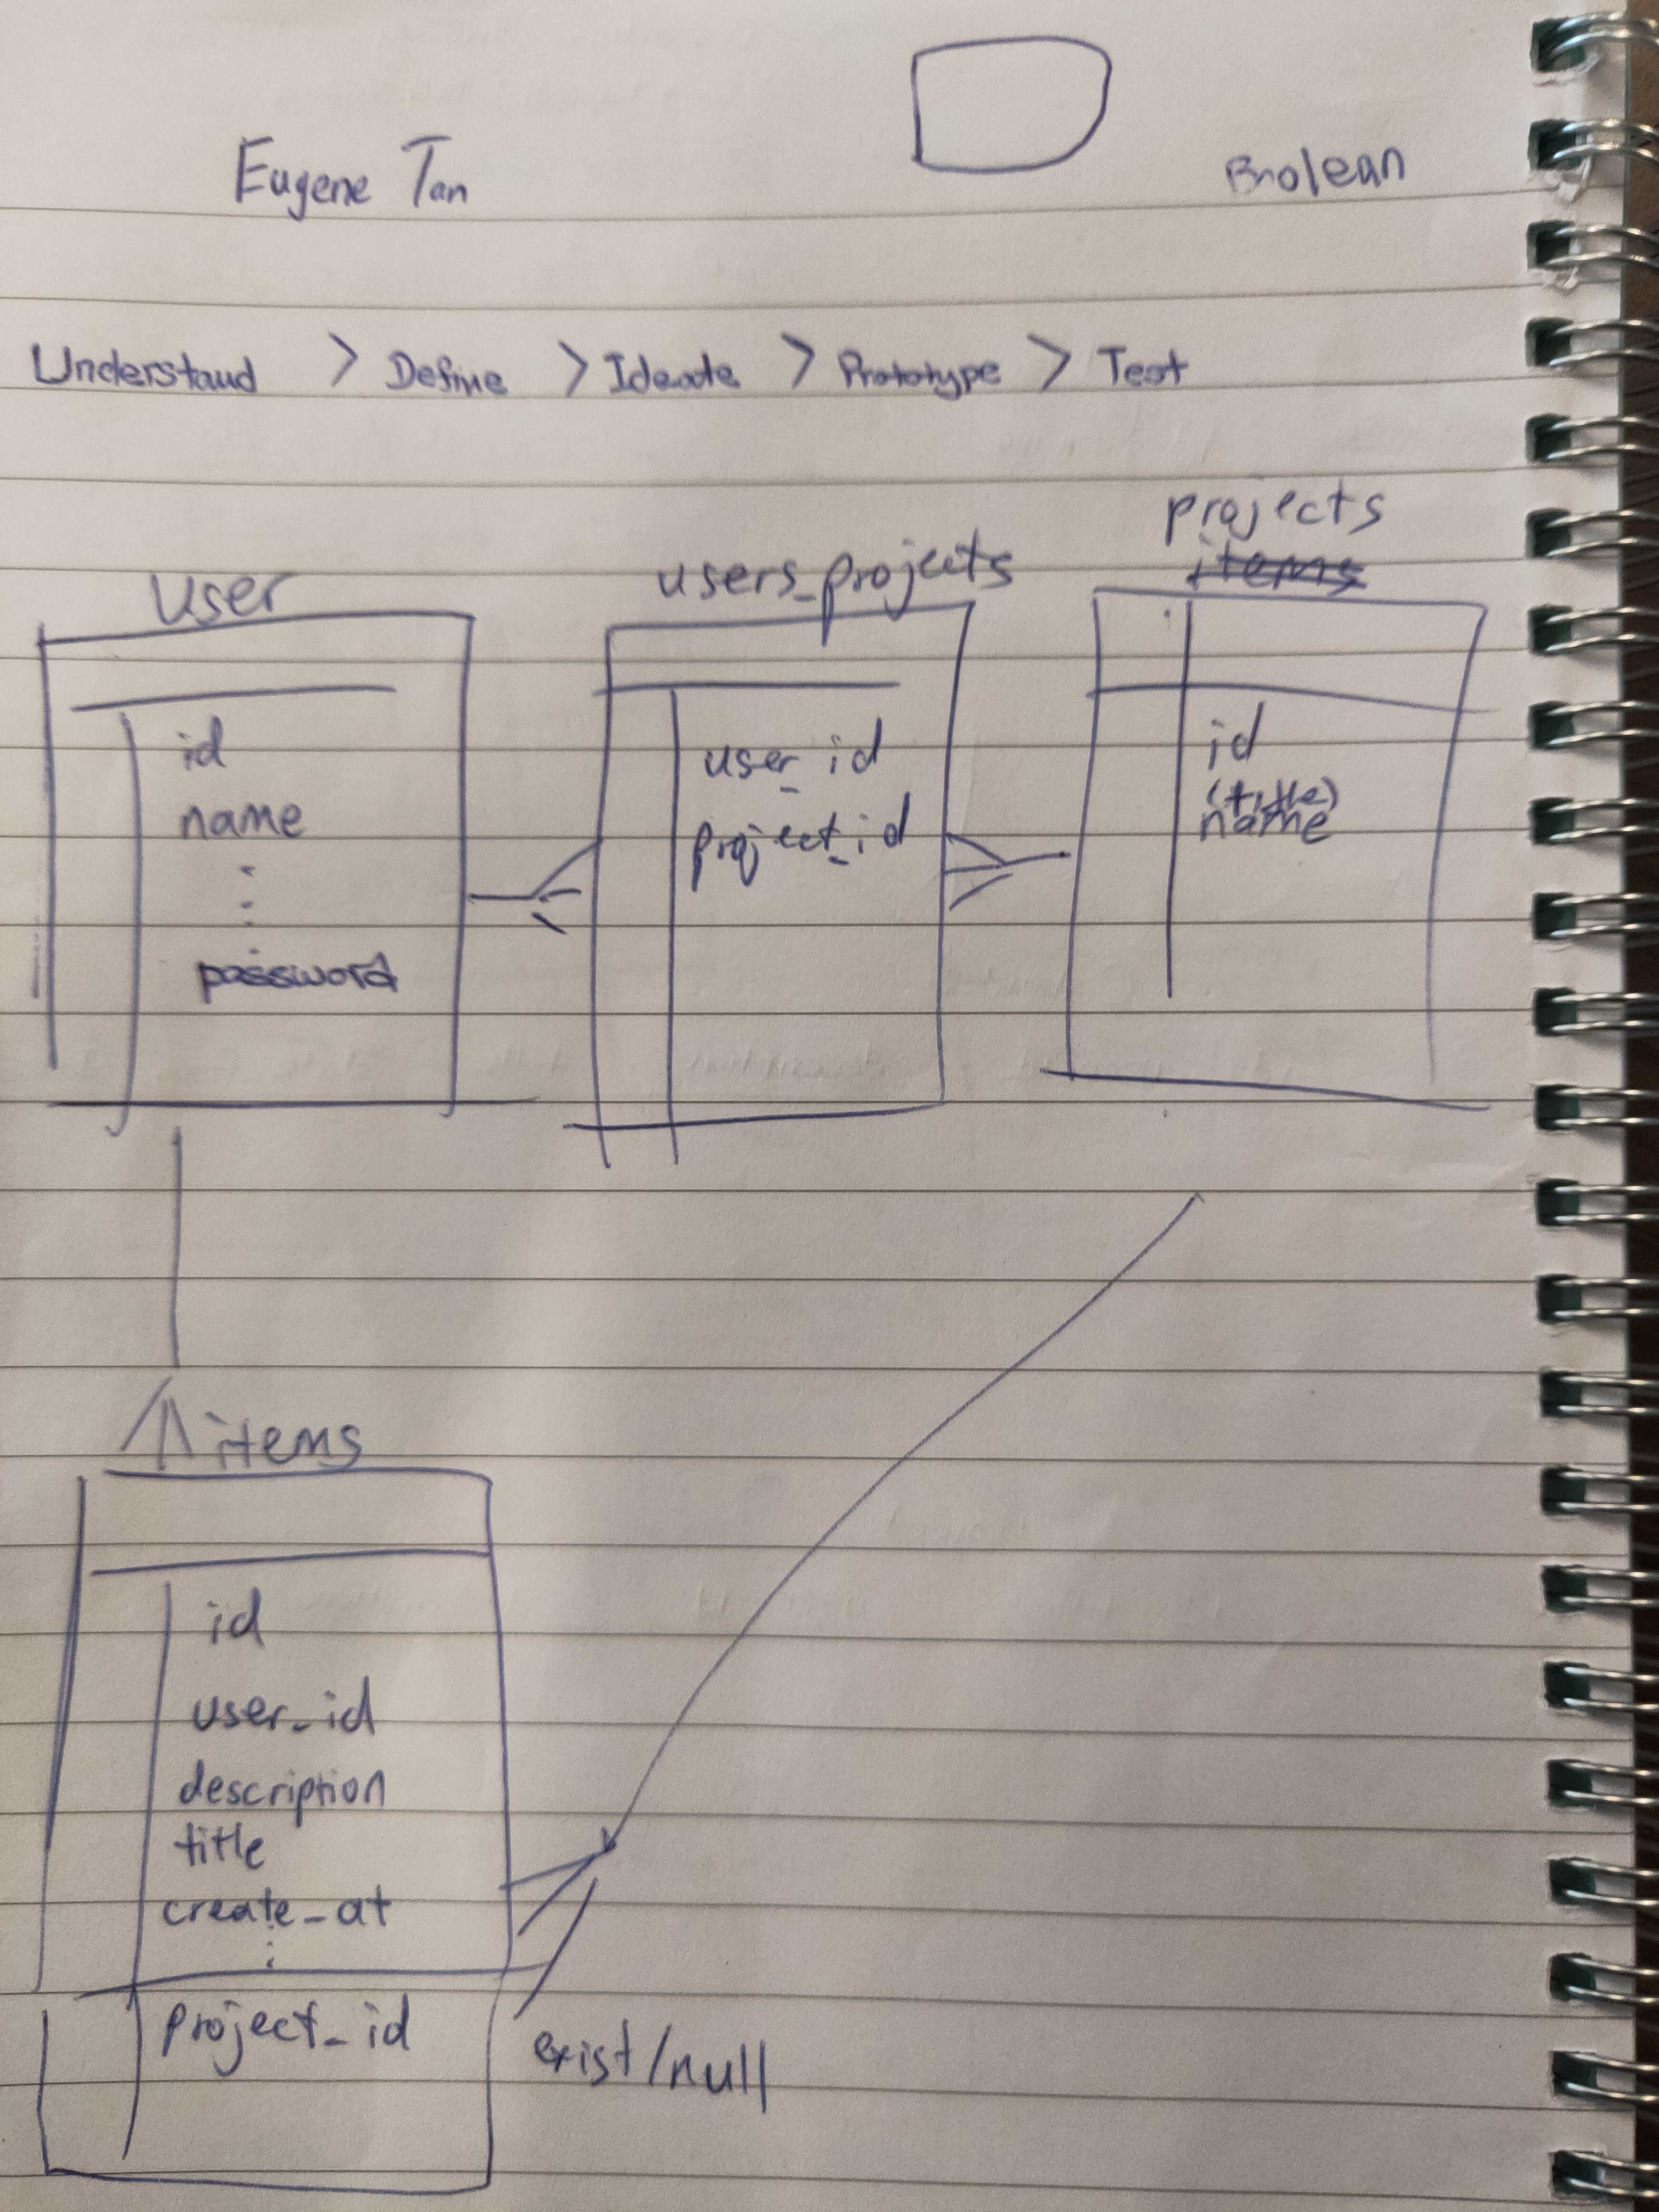 Eugene Tan
Boolean
Understand > Define > Ideate > Prototype > Test
user
id
name
password
users_projects
user_id
project_id
projects
items
id
(title)
name
items
id
user_id
description
title
create_at
project_id
exist/null